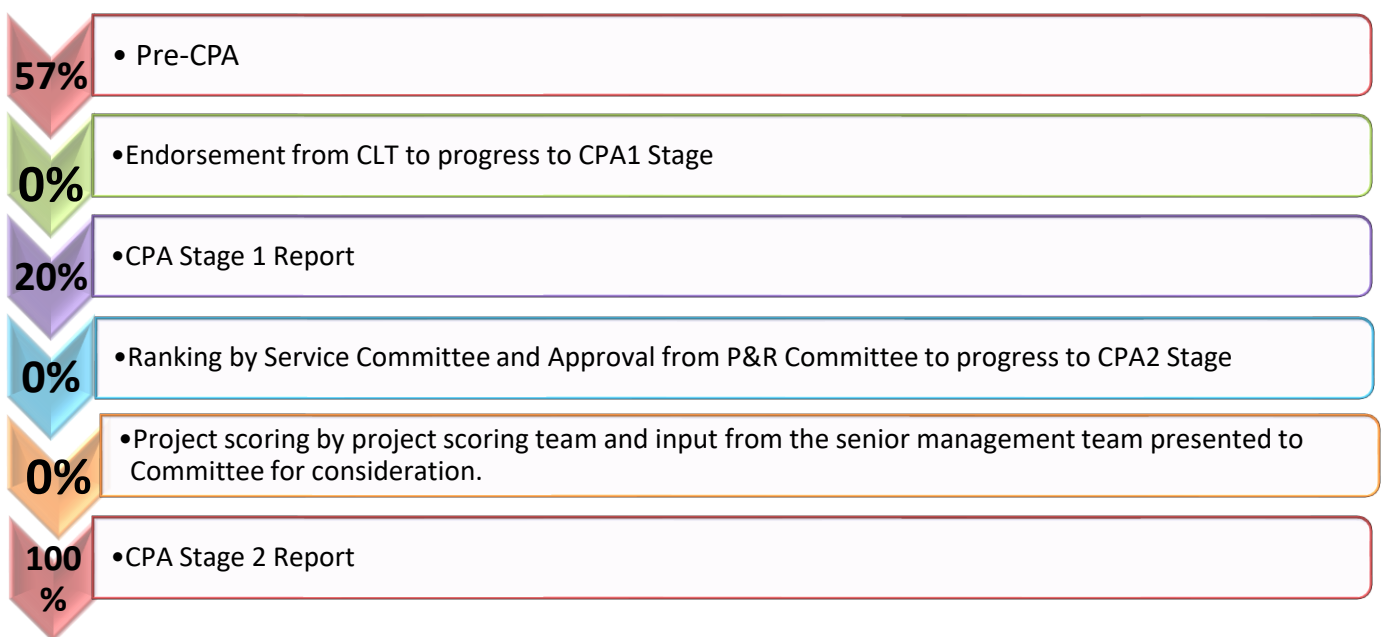 57%
• Pre-CPA
0%
•Endorsement from CLT to progress to CPA1 Stage
20%
•CPA Stage 1 Report
0%
•Ranking by Service Committee and Approval from P&R Committee to progress to CPA2 Stage
0%
•Project scoring by project scoring team and input from the senior management team presented to
Committee for consideration.
100
%
•CPA Stage 2 Report